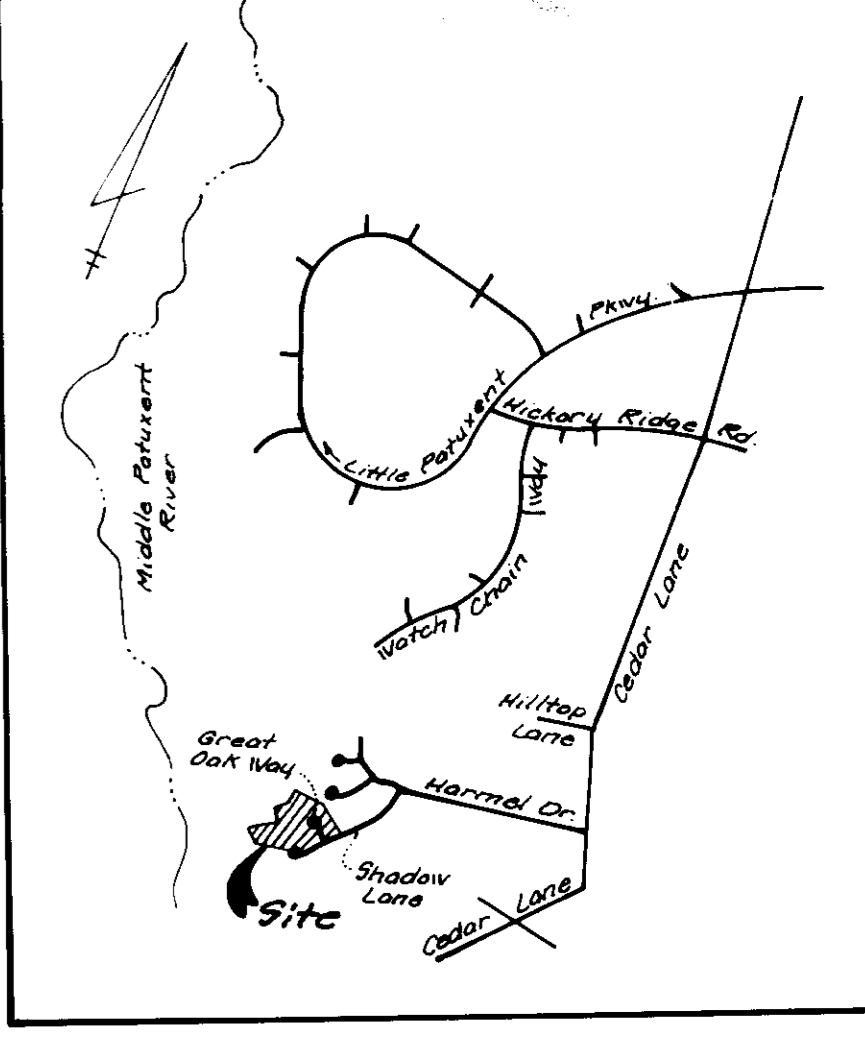 Pkwy.
Hickory Ridge Rd.
Little Patuxent
Middle Patuxent
River
Way
Watch Chain
Cedar Lane
Hilltop
Lane
Great
Oak Way
Harmel Dr.
Shadow
Lane
Site
Cedar Lane